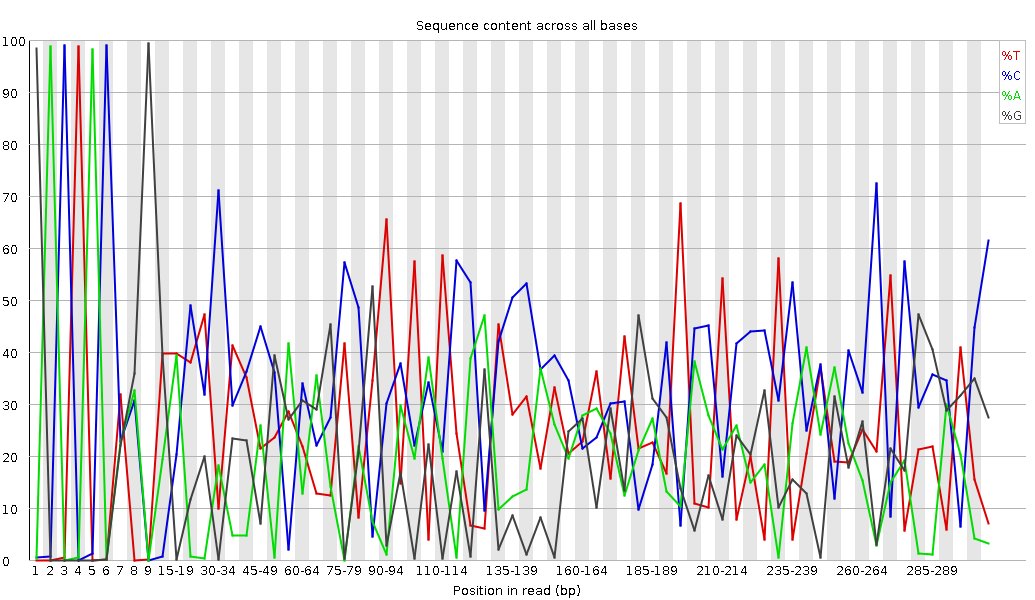 Sequence content across all bases
100
90
80
70
60
50
40
30
20
10
0
%T
%C
%A
%G
1 2 3 4 5 6 7 8 9 15-19 30-34 45-49 60-64 75-79 90-94 110-114 135-139 160-164 185-189 210-214 235-239 260-264 285-289
Position in read (bp)